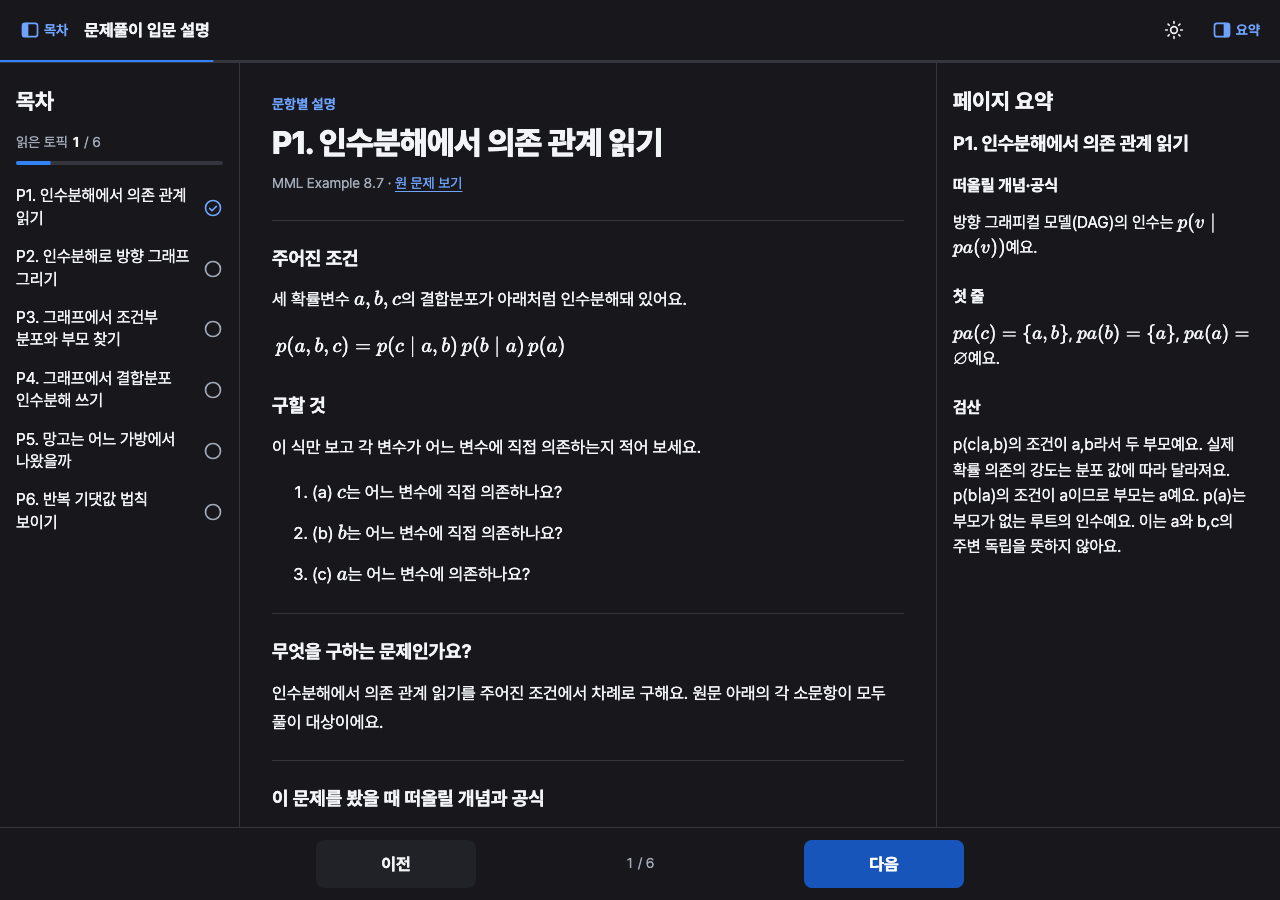 목차
문제풀이 입문 설명
요약
목차
읽은 토픽 1 / 6
P1. 인수분해에서 의존 관계
읽기
P2. 인수분해로 방향 그래프
그리기
P3. 그래프에서 조건부
분포와 부모 찾기
P4. 그래프에서 결합분포
인수분해 쓰기
P5. 망고는 어느 가방에서
나왔을까
P6. 반복 기댓값 법칙
보이기
문항별 설명
P1. 인수분해에서 의존 관계 읽기
MML Example 8.7 · 원 문제 보기
주어진 조건
세 확률변수 a, b, c의 결합분포가 아래처럼 인수분해돼 있어요.
p(a, b, c) = p(c | a, b) p(b | a) p(a)
구할 것
이 식만 보고 각 변수가 어느 변수에 직접 의존하는지 적어 보세요.
1. (a) c는 어느 변수에 직접 의존하나요?
2. (b) b는 어느 변수에 직접 의존하나요?
3. (c) a는 어느 변수에 의존하나요?
무엇을 구하는 문제인가요?
인수분해에서 의존 관계 읽기를 주어진 조건에서 차례로 구해요. 원문 아래의 각 소문항이 모두
풀이 대상이에요.
이 문제를 봤을 때 떠올릴 개념과 공식
페이지 요약
P1. 인수분해에서 의존 관계 읽기
떠올릴 개념·공식
방향 그래피컬 모델(DAG)의 인수는 p(v |
pa(v))예요.
첫 줄
pa(c) = {a, b}, pa(b) = {a}, pa(a) =
∅예요.
검산
p(c|a,b)의 조건이 a,b라서 두 부모예요. 실제
확률 의존의 강도는 분포 값에 따라 달라져요.
p(b|a)의 조건이 a이므로 부모는 a예요. p(a)는
부모가 없는 루트의 인수예요. 이는 a와 b,c의
주변 독립을 뜻하지 않아요.
이전
1 / 6
다음